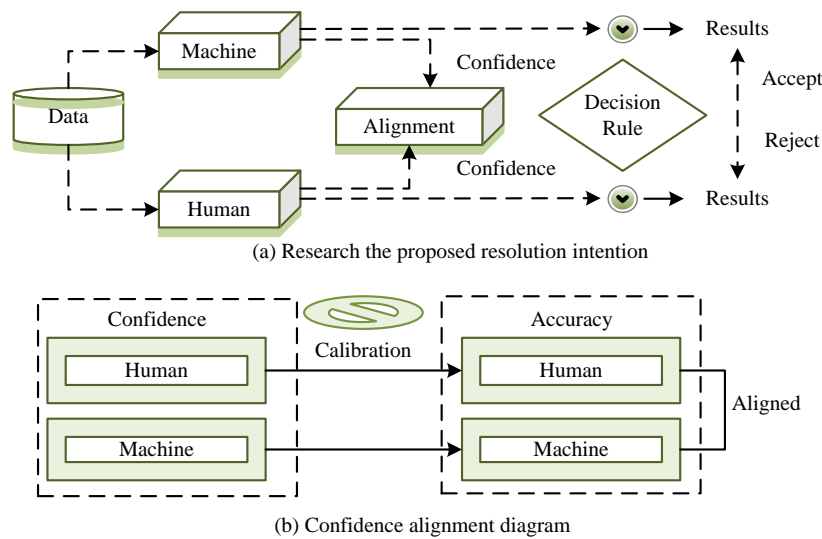 Machine
Results
Confidence
Accept
Data
Alignment
Decision
Rule
Reject
Confidence
Human
Results
(a) Research the proposed resolution intention
Confidence
Accuracy
Calibration
Human
Human
Aligned
Machine
Machine
(b) Confidence alignment diagram